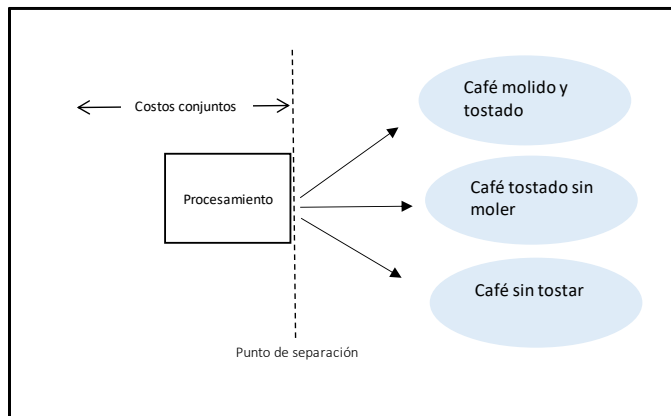 Café molido y
tostado
Costos conjuntos
Procesamiento
Café tostado sin
moler
Café sin tostar
Punto de separación